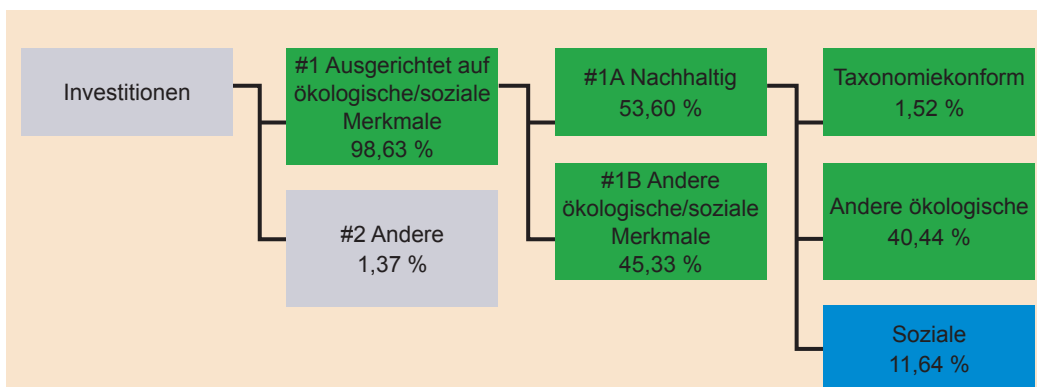 Investitionen
#1 Ausgerichtet auf
ökologische/soziale
Merkmale
98,63 %
#2 Andere
1,37 %
#1A Nachhaltig
53,60 %
#1B Andere
ökologische/soziale
Merkmale
45,33 %
Taxonomiekonform
1,52 %
Andere ökologische
40,44 %
Soziale
11,64 %